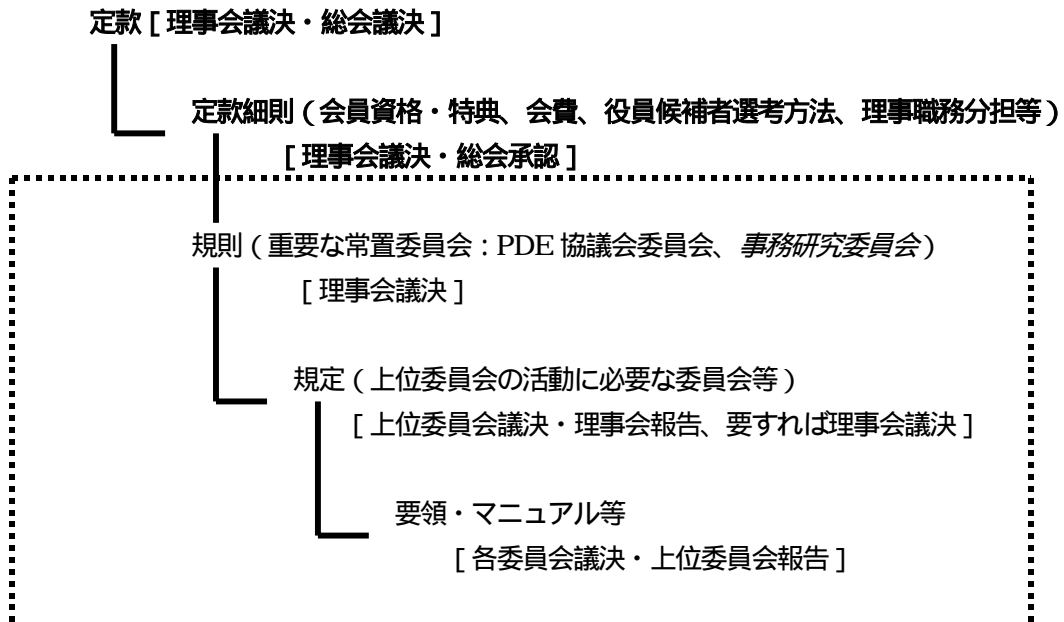 定款 [ 理事会議決・総会議決 ]
定款細則 ( 会員資格・特典、会費、役員候補者選考方法、理事職務分担等 )
[ 理事会議決・総会承認 ]
規則 ( 重要な常置委員会 : PDE 協議会委員会、事務研究委員会 )
[ 理事会議決 ]
規定 ( 上位委員会の活動に必要な委員会等 )
[ 上位委員会議決・理事会報告、要すれば理事会議決 ]
要領・マニュアル等
[ 各委員会議決・上位委員会報告 ]